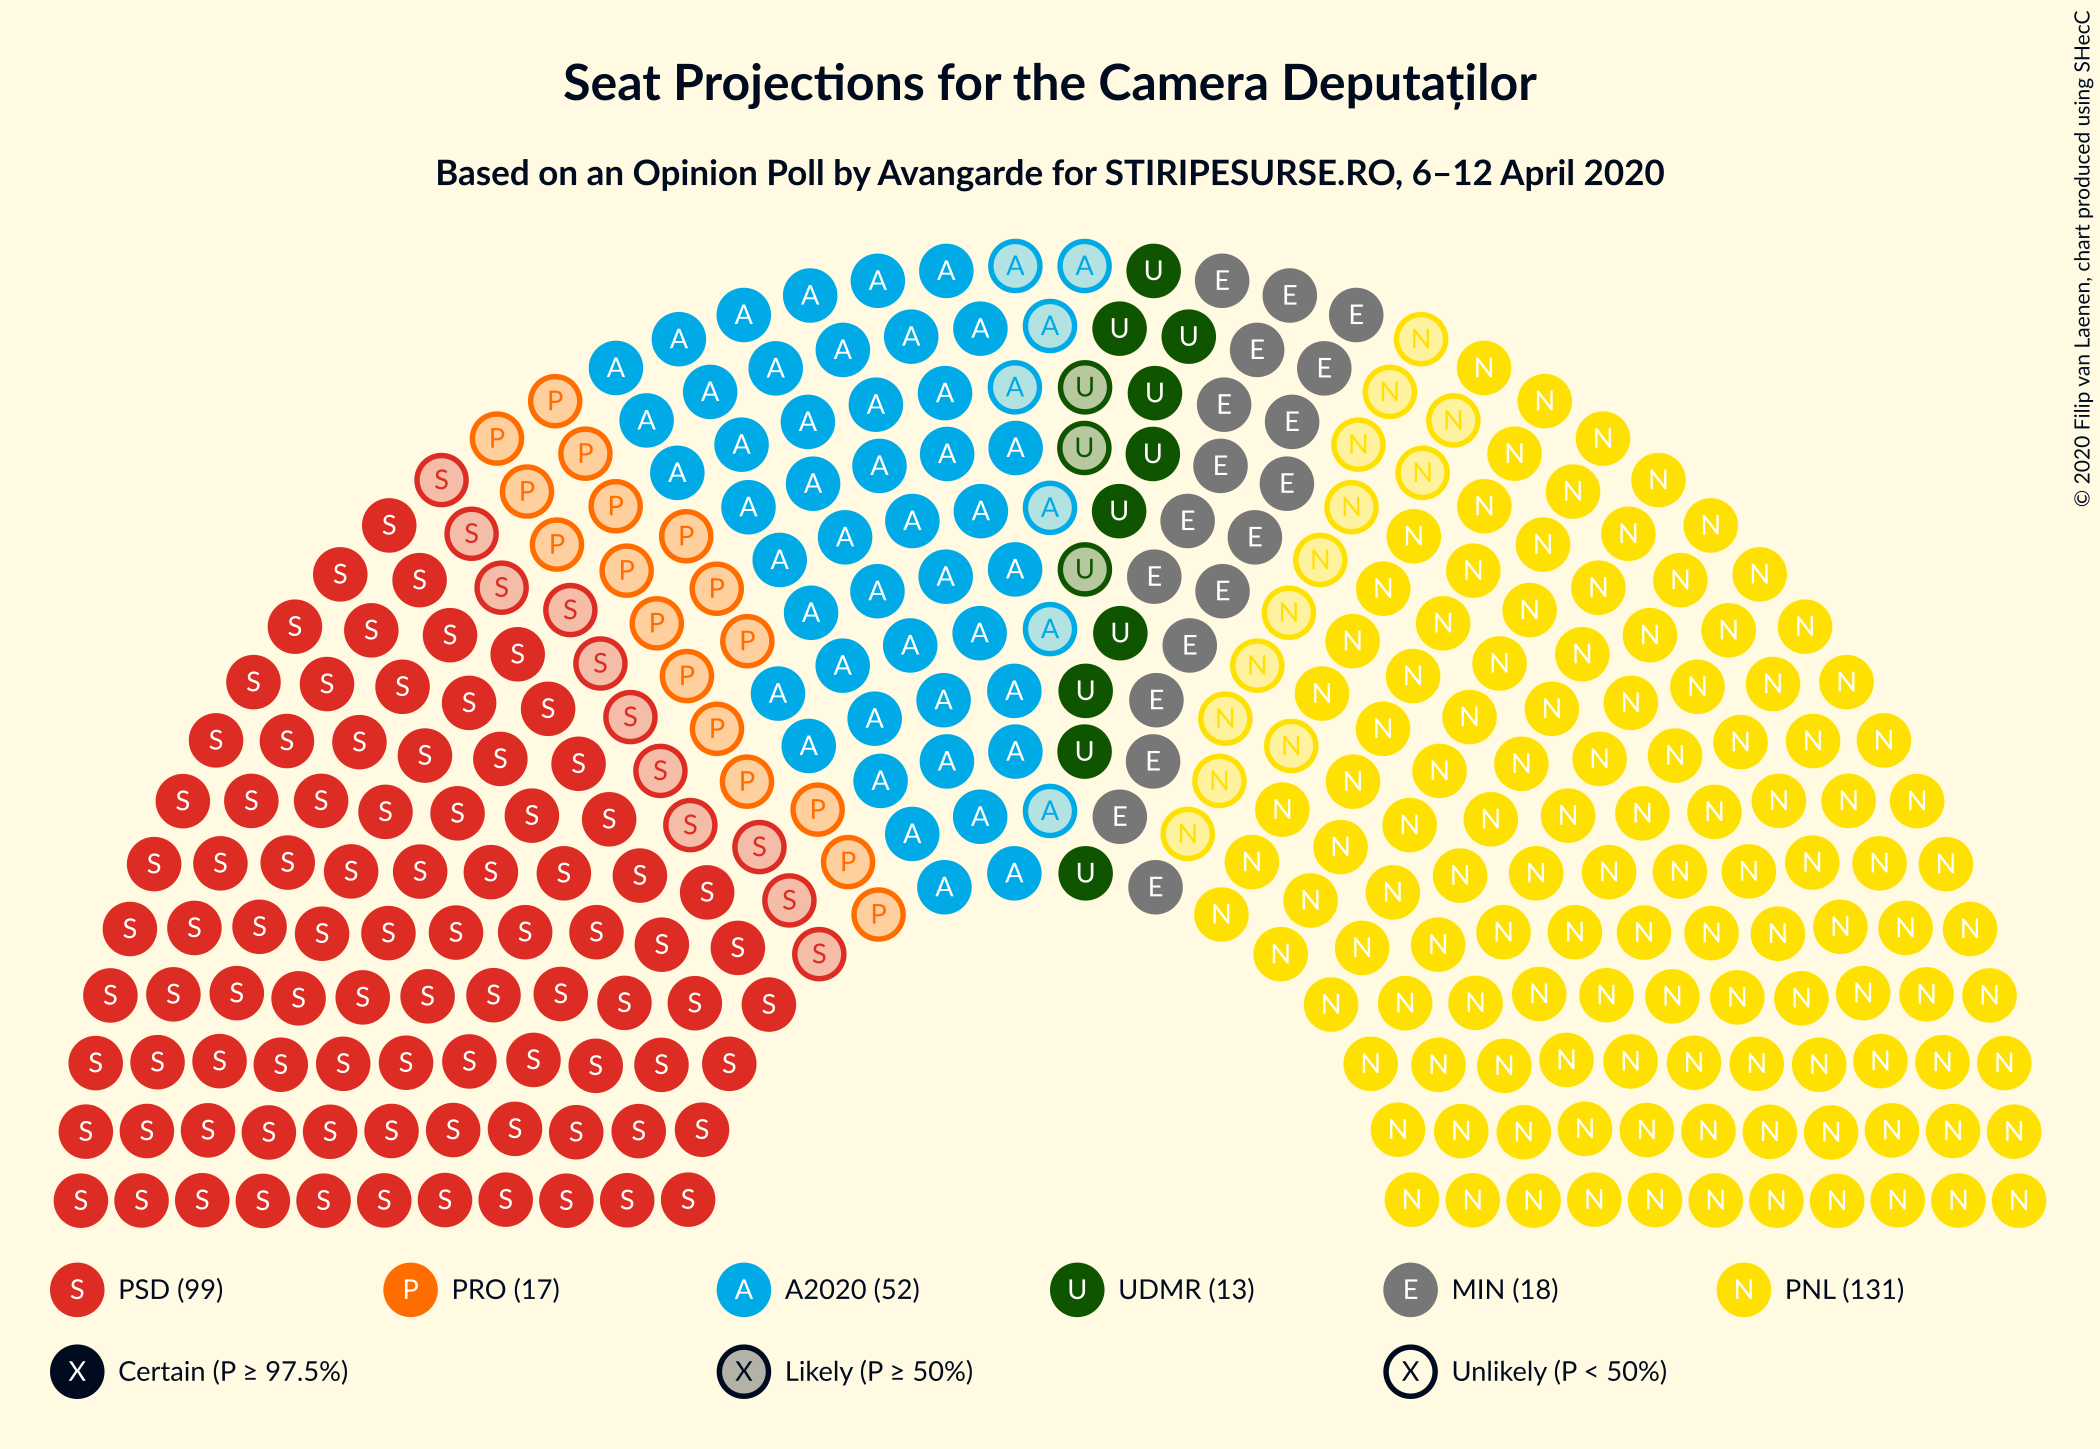 Seat Projections for the Camera Deputaților
Based on an Opinion Poll by Avangarde for STIRIPESURSE.RO, 6–12 April 2020
© 2020 Filip van Laenen, chart produced using SHecC
S PSD (99)
P PRO (17)
A A2020 (52)
U UDMR (13)
E MIN (18)
N PNL (131)
X Certain (P ≥ 97.5%)
X Likely (P ≥ 50%)
X Unlikely (P < 50%)